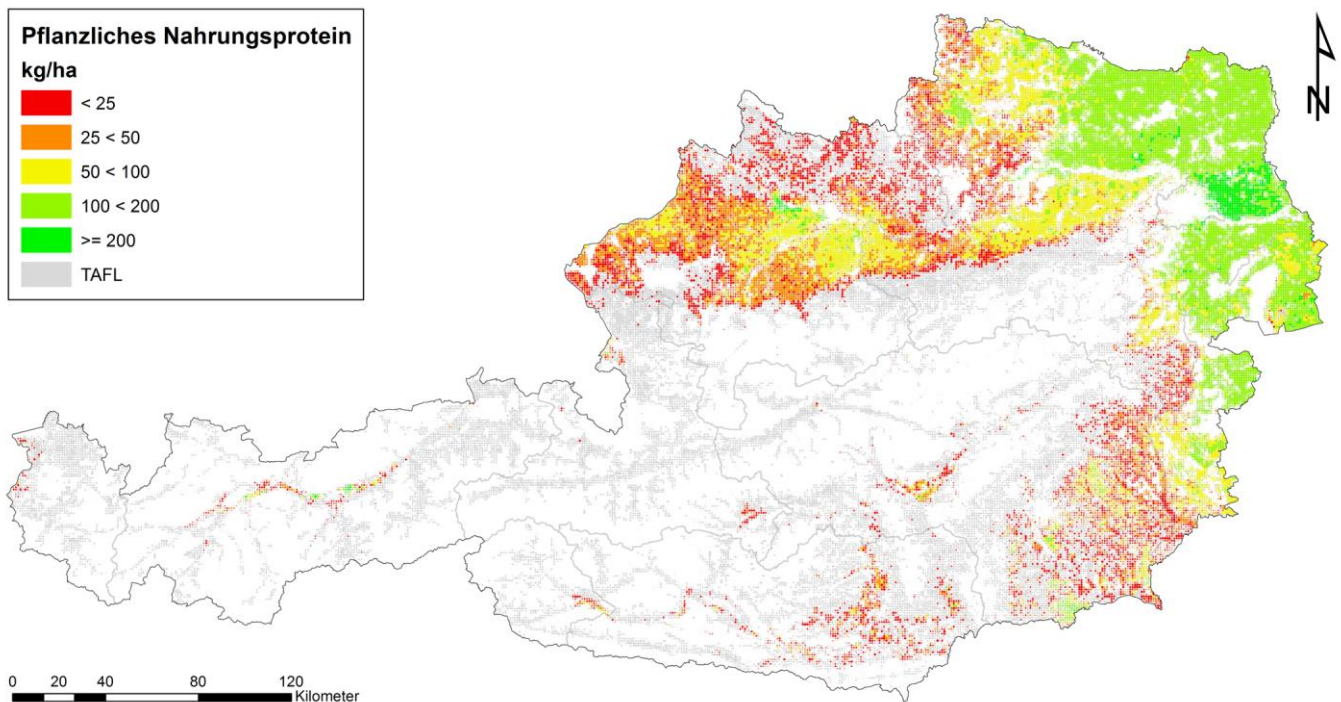 Pflanzliches Nahrungsprotein
kg/ha
< 25
25 < 50
50 < 100
100 < 200
>= 200
TAFL
N
0 20 40 80 120
Kilometer